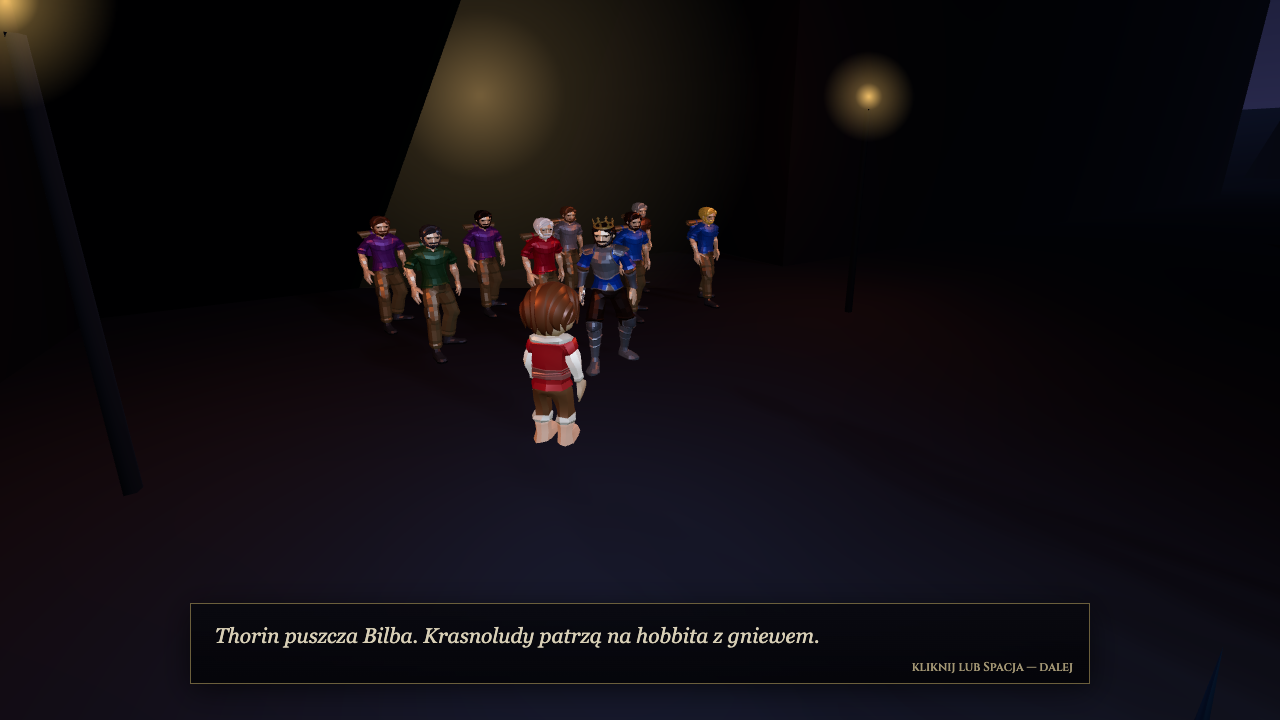 Thorin puszcza Bilba. Krasnoludy patrzą na hobbita z gniewem.
KLIKNIJ LUB SPACJA — DALEJ